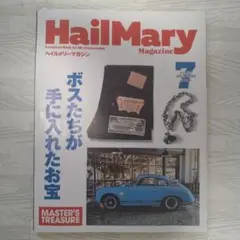 HailMary
Magazine
ヘイルメリーマガジン
7
ボスたちが
手に入れたお宝
MASTER'S
TREASURE